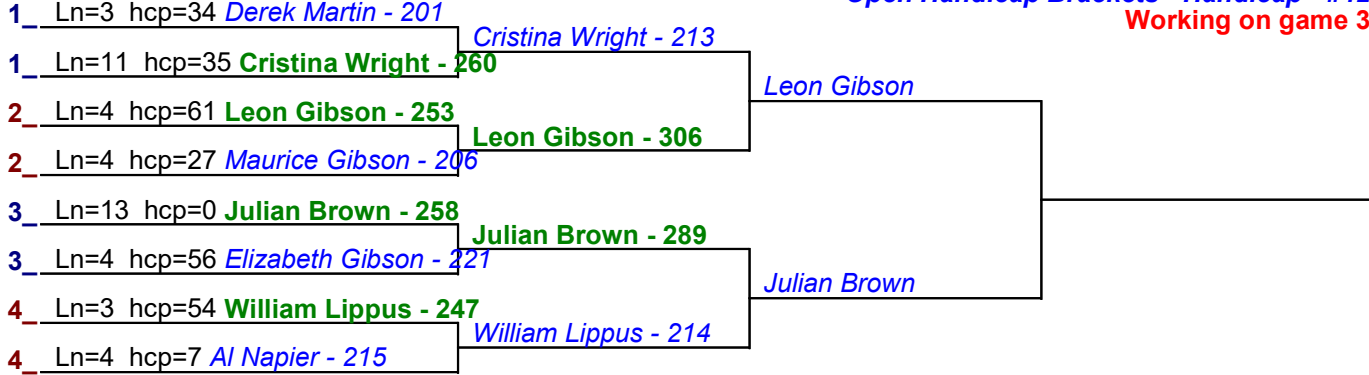 Working on game 3
1_ Ln=3 hcp=34 Derek Martin - 201
Cristina Wright - 213
1_ Ln=11 hcp=35 Cristina Wright - 260
Leon Gibson
2_ Ln=4 hcp=61 Leon Gibson - 253
Leon Gibson - 306
2_ Ln=4 hcp=27 Maurice Gibson - 206
3_ Ln=13 hcp=0 Julian Brown - 258
Julian Brown - 289
3_ Ln=4 hcp=56 Elizabeth Gibson - 221
Julian Brown
4_ Ln=3 hcp=54 William Lippus - 247
William Lippus - 214
4_ Ln=4 hcp=7 Al Napier - 215